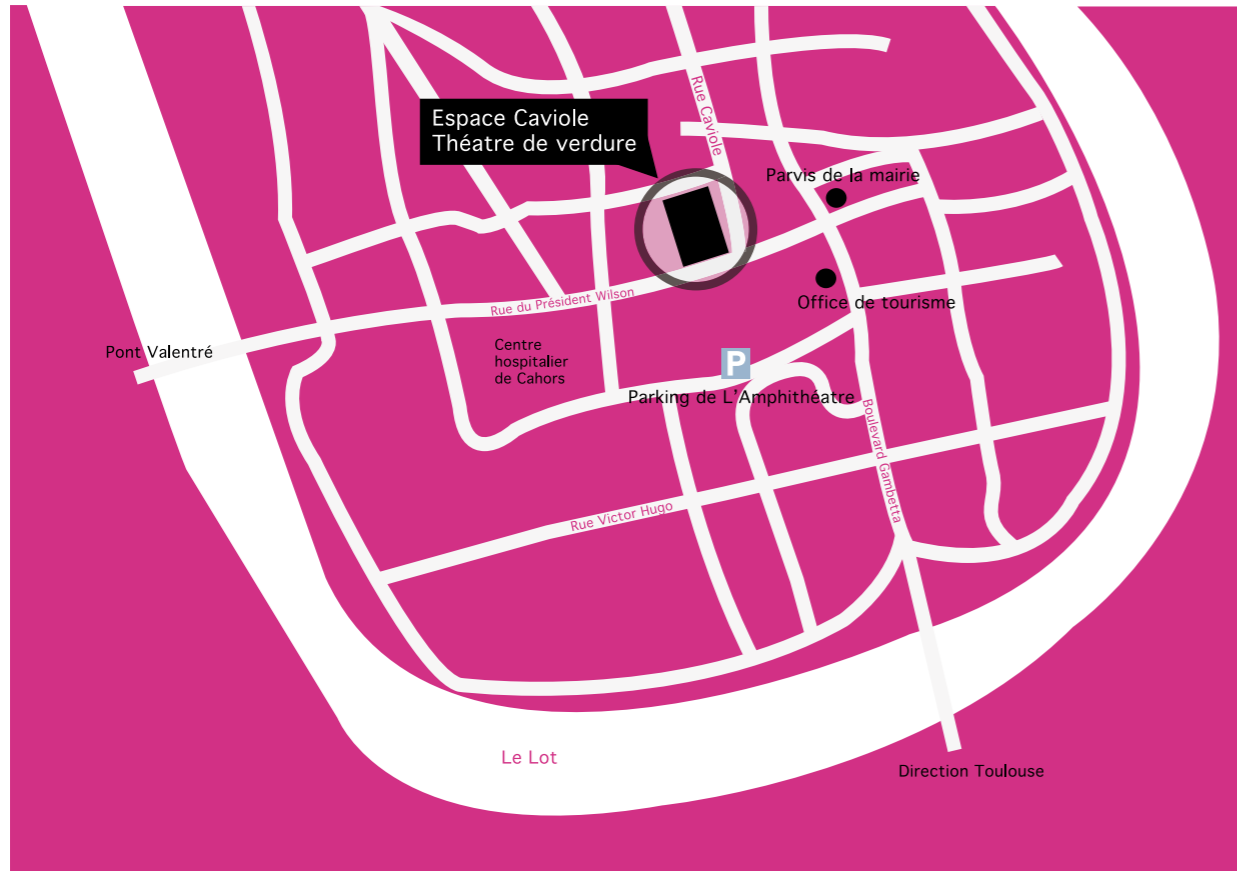 Rue Caviole
Espace Caviole
Théatre de verdure
Parvis de la mairie
Office de tourisme
Rue du Président Wilson
Pont Valentré
Centre
hospitalier
de Cahors
P
Parking de L'Amphithéatre
Boulevard Gambetta
Rue Victor Hugo
Le Lot
Direction Toulouse